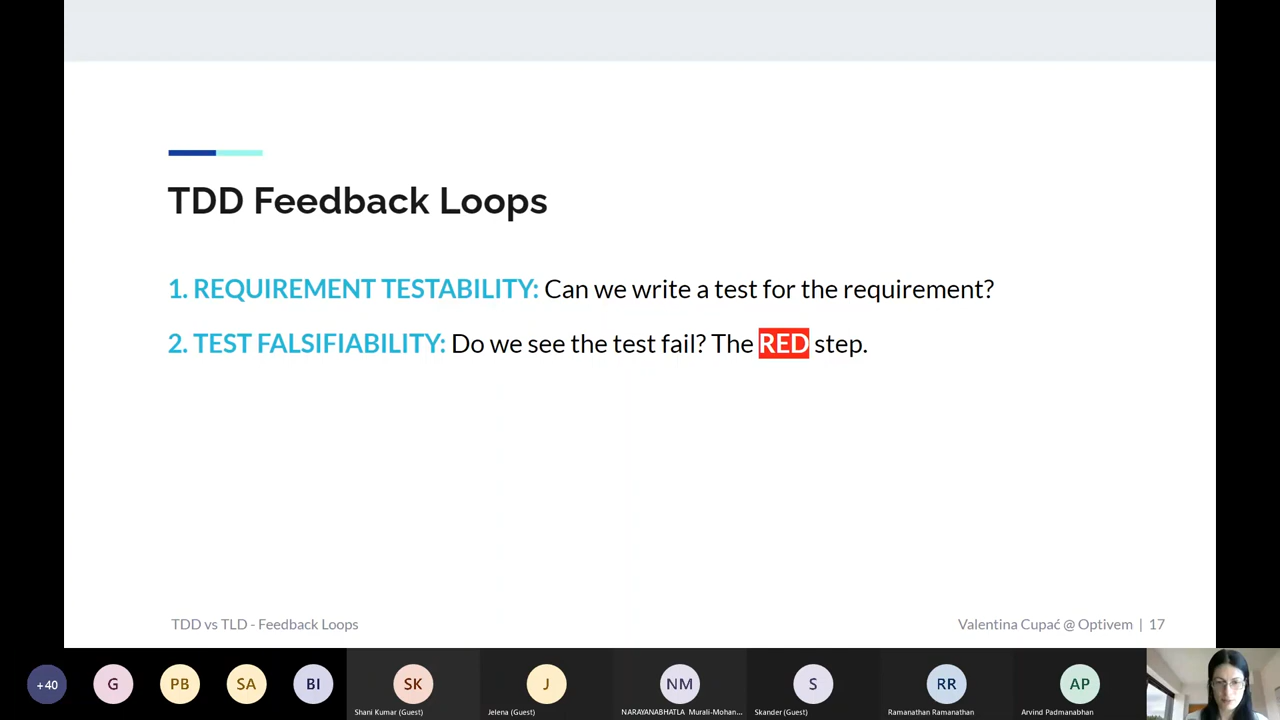 TDD Feedback Loops
1. REQUIREMENT TESTABILITY: Can we write a test for the requirement?
2. TEST FALSIFIABILITY: Do we see the test fail? The RED step.
TDD vs TLD - Feedback Loops
Valentina Cupać @ Optivem | 17
+40
G
PB
SA
BI
SK
J
NM
S
RR
AP
Shani Kumar (Guest)
Jelena (Guest)
NARAYANABHATLA Murali-Mohan...
Skander (Guest)
Ramanathan Ramanathan
Arvind Padmanabhan